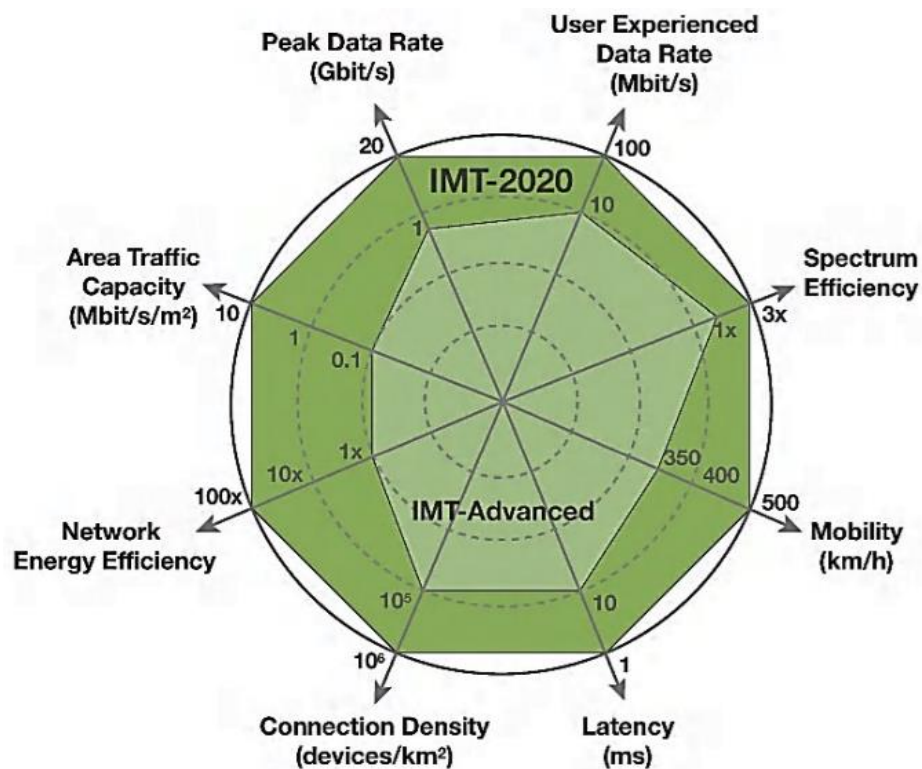 Peak Data Rate
(Gbit/s)
User Experienced
Data Rate
(Mbit/s)
20
100
IMT-2020
1
10
Area Traffic
Capacity
(Mbit/s/m²)
Spectrum
Efficiency
10
1
0.1
1x
3x
1x
10x
100x
350
400
500
Network
Energy Efficiency
IMT-Advanced
Mobility
(km/h)
10⁵
10
10⁶
1
Connection Density
(devices/km²)
Latency
(ms)